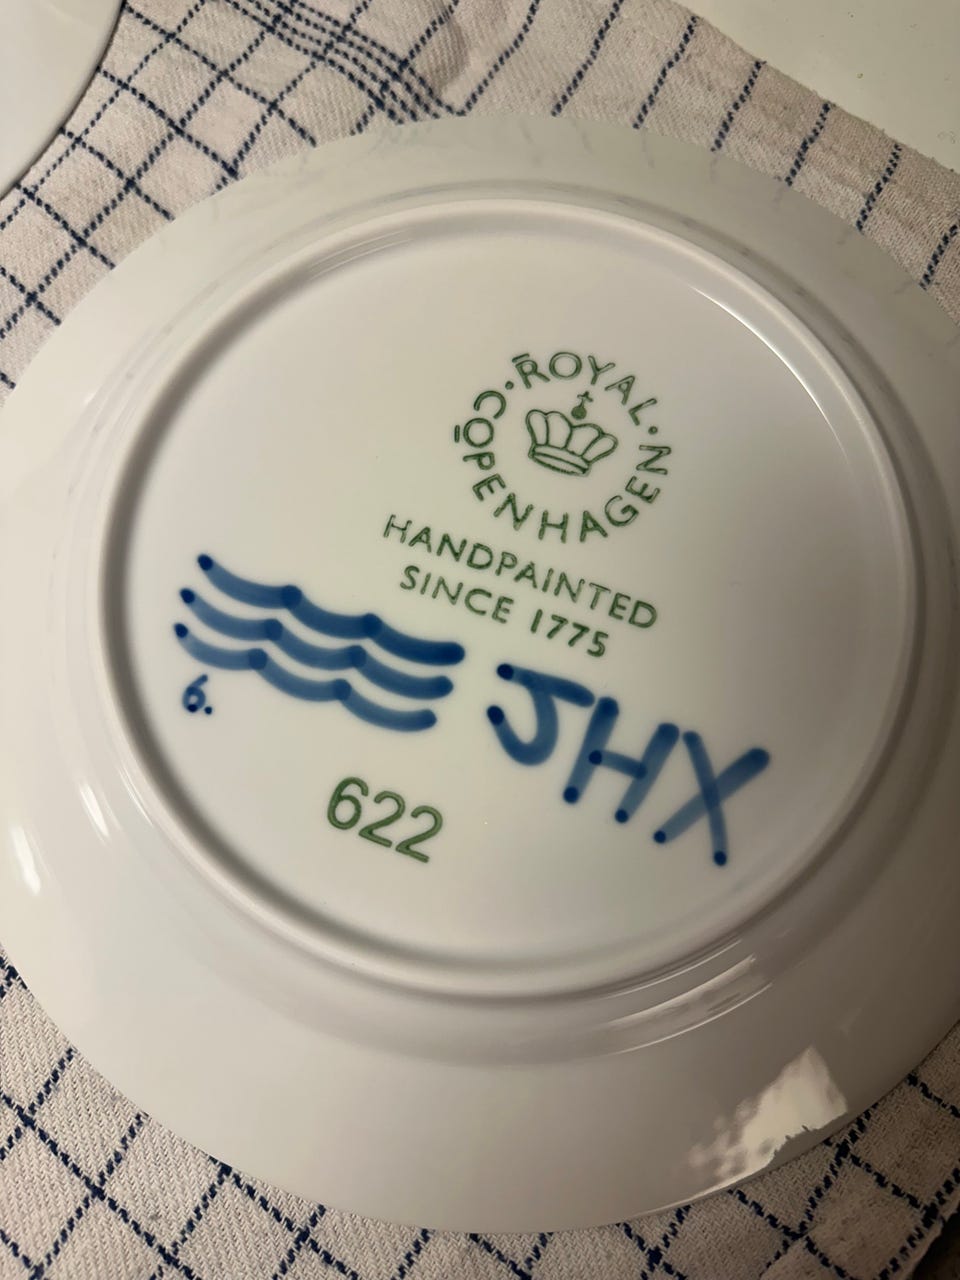 ROYAL · COPENHAGEN ·
HANDPAINTED
SINCE 1775
JHX
6.
622